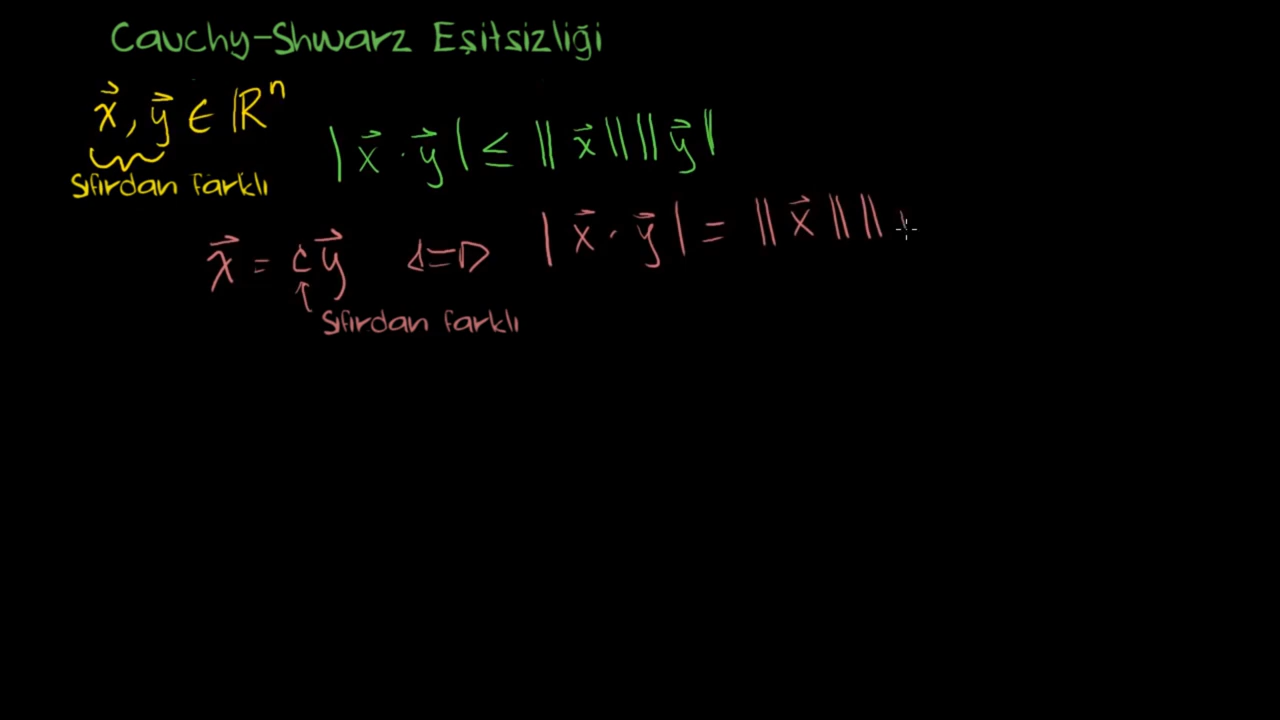 Cauchy-Shwarz Eşitsizliği
x⃗, y⃗ ∈ ℝⁿ
Sıfırdan farklı
|x⃗ · y⃗| ≤ ||x⃗|| ||y⃗||
x⃗ = cy⃗ <=> |x⃗ · y⃗| = ||x⃗|| ||
↑
Sıfırdan farklı